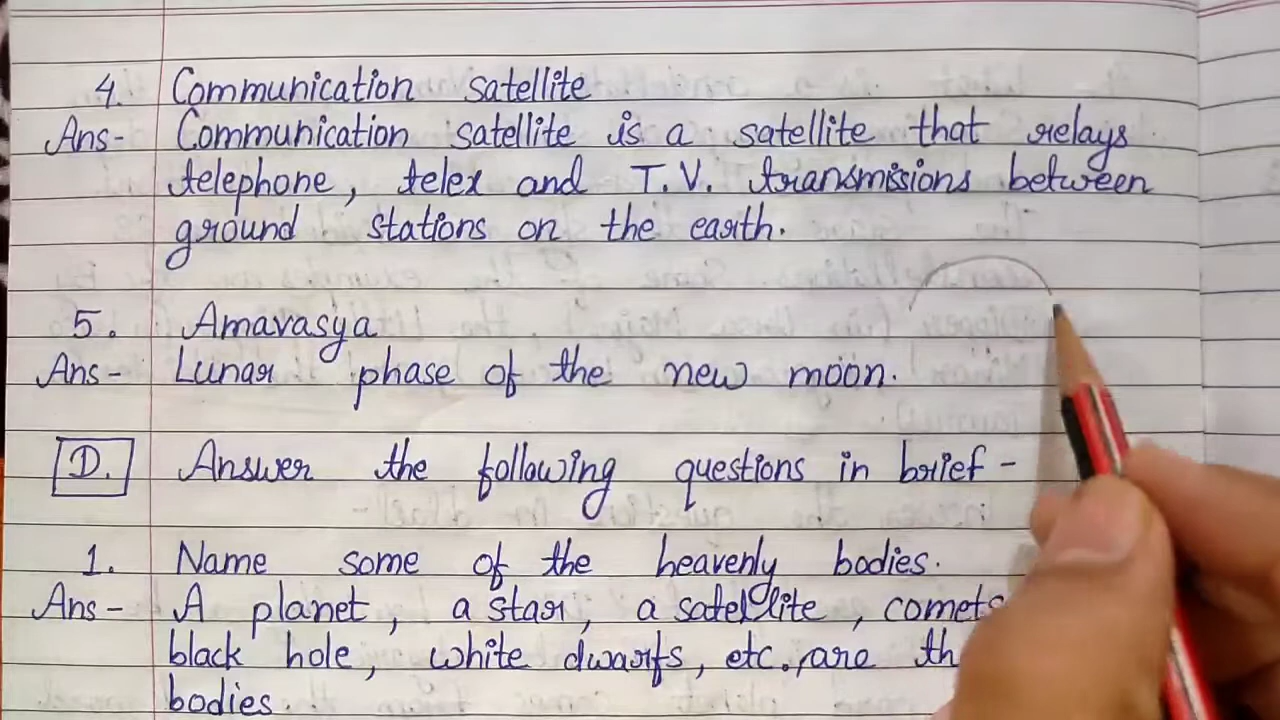 4. Communication satellite
Ans- Communication satellite is a satellite that relays
telephone, telex and T.V. transmissions between
ground stations on the earth.
5. Amavasya
Ans- Lunar phase of the new moon.
D. Answer the following questions in brief -
1. Name some of the heavenly bodies.
Ans- A planet, a star, a satellite, comets
black hole, white dwarfs, etc. are th
bodies.